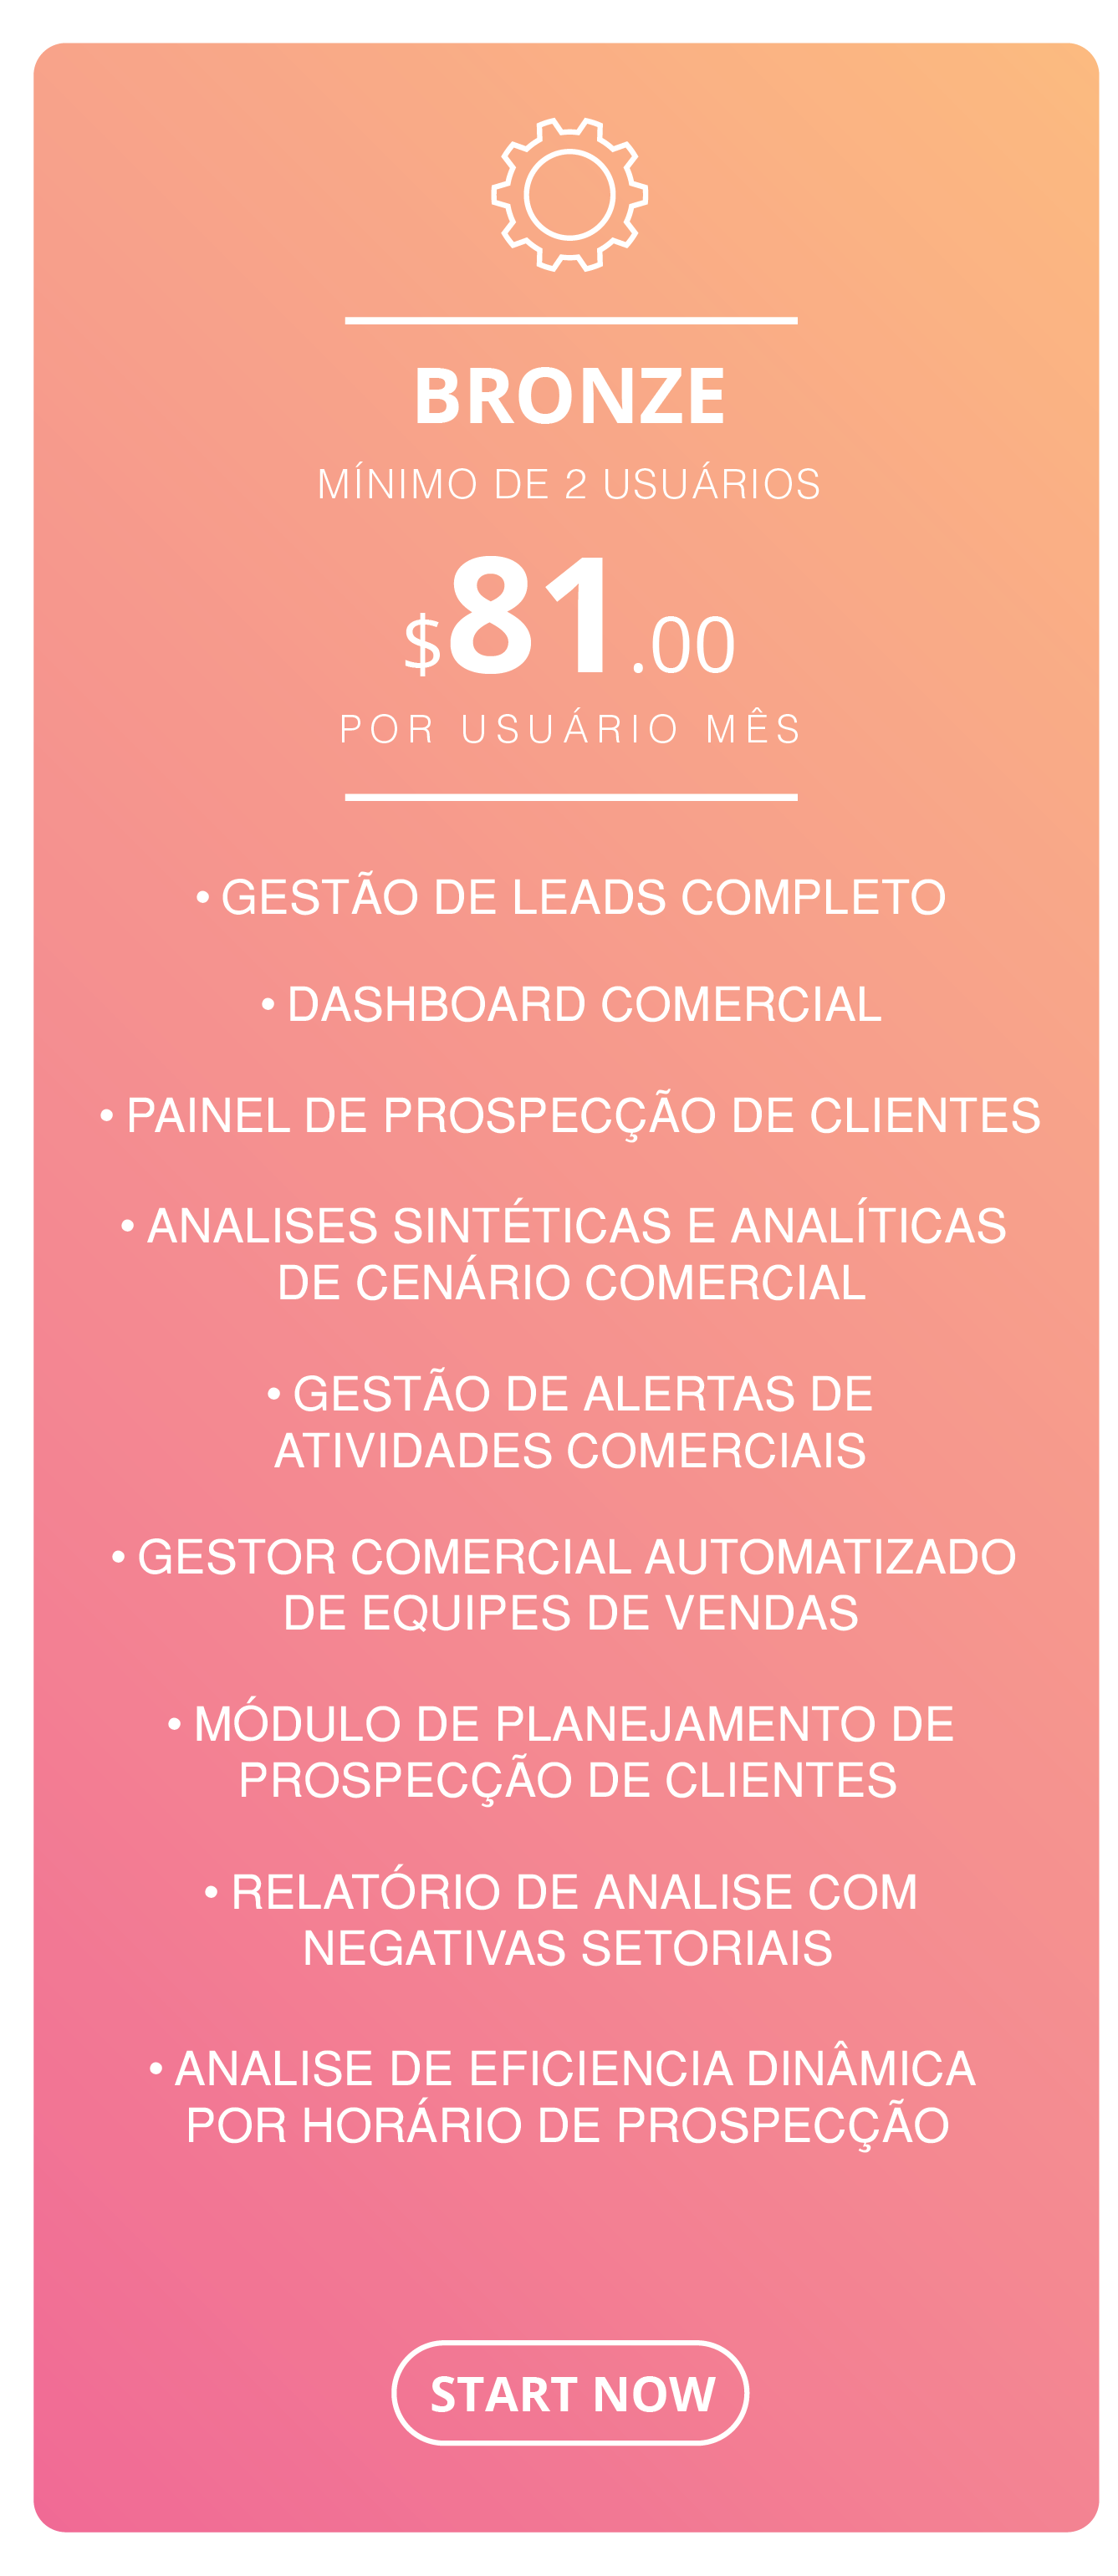 BRONZE
MÍNIMO DE 2 USUÁRIOS
$81.00
POR USUÁRIO MÊS
• GESTÃO DE LEADS COMPLETO
• DASHBOARD COMERCIAL
• PAINEL DE PROSPECÇÃO DE CLIENTES
• ANALISES SINTÉTICAS E ANALÍTICAS
DE CENÁRIO COMERCIAL
• GESTÃO DE ALERTAS DE
ATIVIDADES COMERCIAIS
• GESTOR COMERCIAL AUTOMATIZADO
DE EQUIPES DE VENDAS
• MÓDULO DE PLANEJAMENTO DE
PROSPECÇÃO DE CLIENTES
• RELATÓRIO DE ANALISE COM
NEGATIVAS SETORIAIS
• ANALISE DE EFICIENCIA DINÂMICA
POR HORÁRIO DE PROSPECÇÃO
START NOW